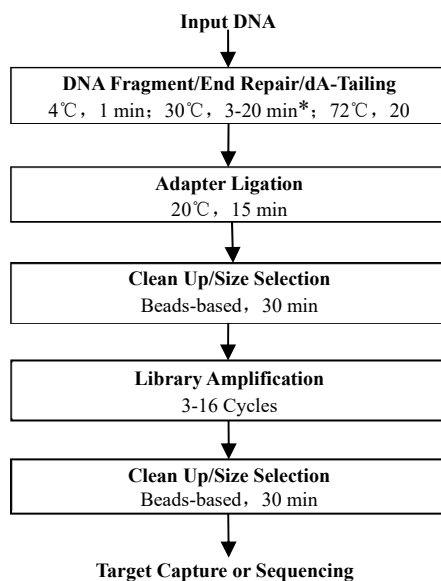 Input DNA
DNA Fragment/End Repair/dA-Tailing
4℃，1 min；30℃，3-20 min*；72℃，20
Adapter Ligation
20℃，15 min
Clean Up/Size Selection
Beads-based，30 min
Library Amplification
3-16 Cycles
Clean Up/Size Selection
Beads-based，30 min
Target Capture or Sequencing